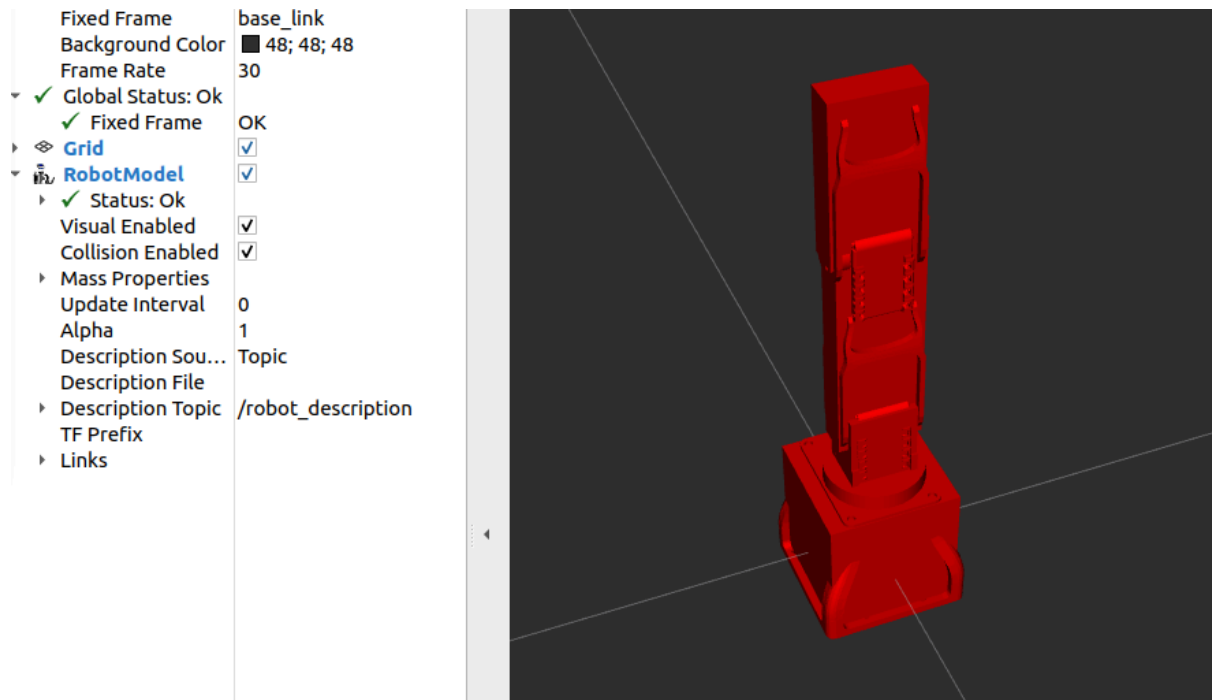 Fixed Frame base_link
Background Color 48; 48; 48
Frame Rate 30
Global Status: Ok
Fixed Frame OK
Grid
RobotModel
Status: Ok
Visual Enabled
Collision Enabled
Mass Properties
Update Interval 0
Alpha 1
Description Sou... Topic
Description File
Description Topic /robot_description
TF Prefix
Links